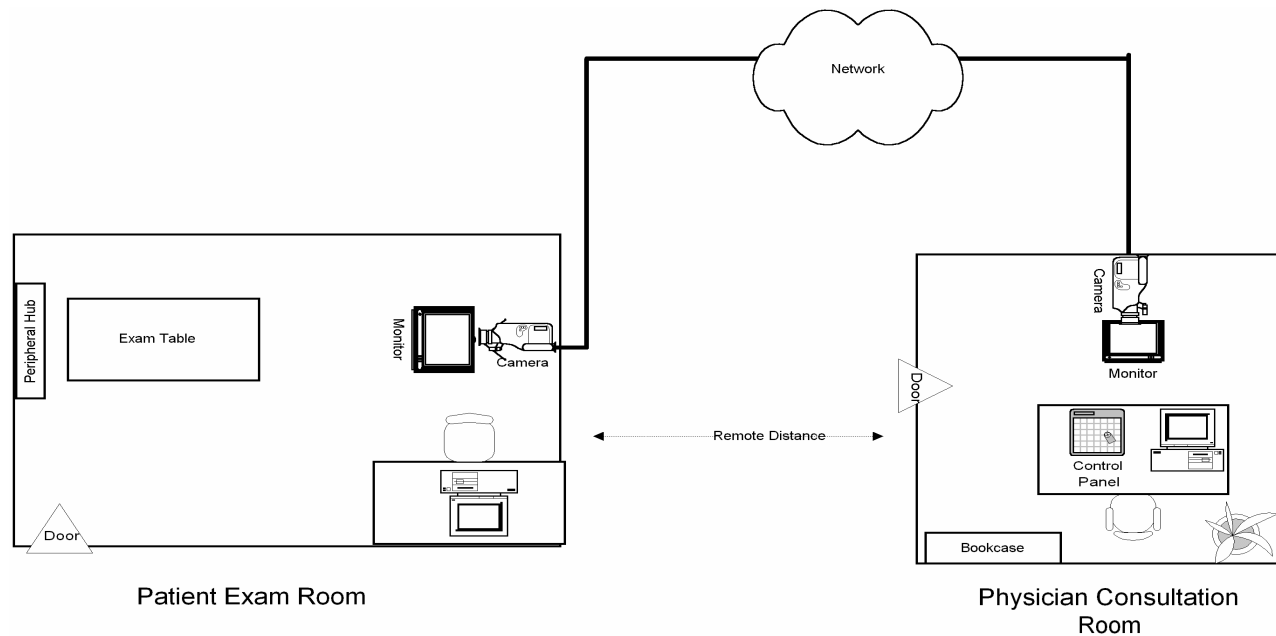 Network
Peripheral Hub
Exam Table
Monitor
Camera
Door
Patient Exam Room
Remote Distance
Camera
Monitor
Door
Control
Panel
Bookcase
Physician Consultation
Room